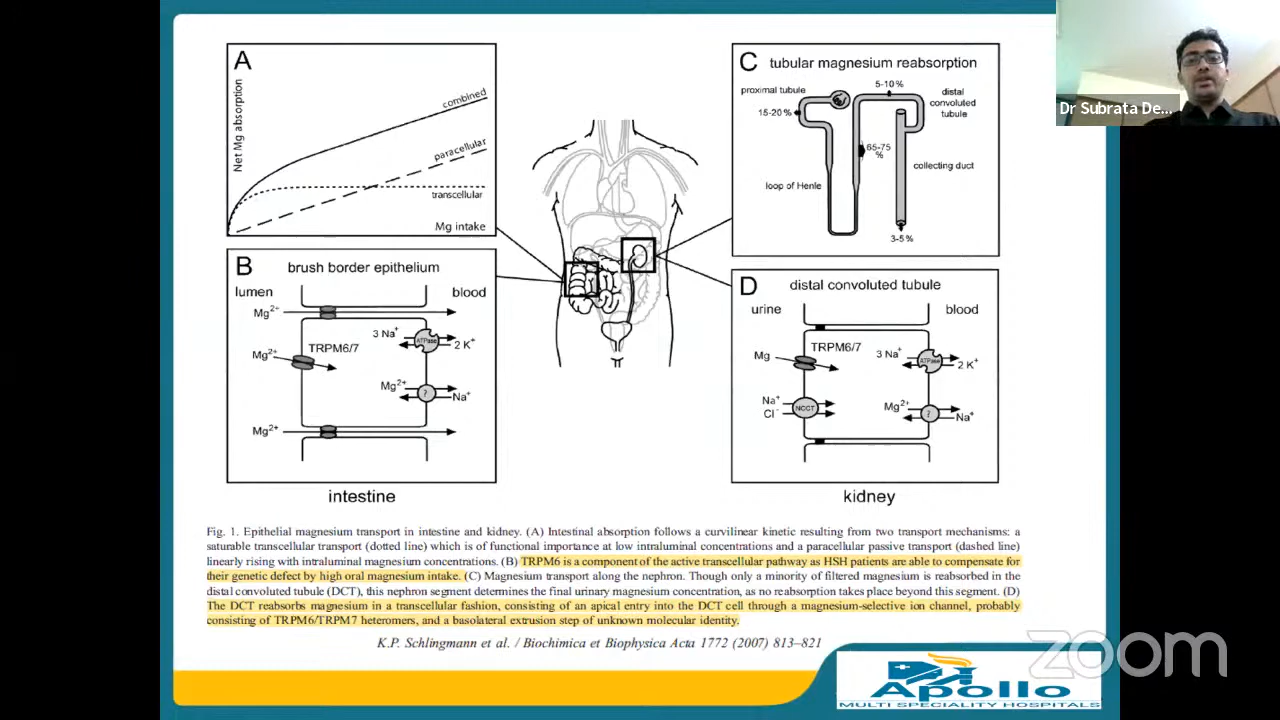 A
Net Mg absorption
combined
paracellular
transcellular
Mg intake
B
brush border epithelium
lumen
blood
Mg2+
Mg2+
TRPM6/7
3 Na+
ATPase
2 K+
Mg2+
?
Na+
Mg2+
intestine
C
tubular magnesium reabsorption
proximal tubule
15-20 %
5-10 %
distal
convoluted
tubule
65-75
%
collecting duct
loop of Henle
3-5 %
D
distal convoluted tubule
urine
blood
Mg
TRPM6/7
3 Na+
ATPase
2 K+
Na+
Cl-
NCCT
Mg2+
?
Na+
kidney
Fig. 1. Epithelial magnesium transport in intestine and kidney. (A) Intestinal absorption follows a curvilinear kinetic resulting from two transport mechanisms: a
saturable transcellular transport (dotted line) which is of functional importance at low intraluminal concentrations and a paracellular passive transport (dashed line)
linearly rising with intraluminal magnesium concentrations. (B) TRPM6 is a component of the active transcellular pathway as HSH patients are able to compensate for
their genetic defect by high oral magnesium intake. (C) Magnesium transport along the nephron. Though only a minority of filtered magnesium is reabsorbed in the
distal convoluted tubule (DCT), this nephron segment determines the final urinary magnesium concentration, as no reabsorption takes place beyond this segment. (D)
The DCT reabsorbs magnesium in a transcellular fashion, consisting of an apical entry into the DCT cell through a magnesium-selective ion channel, probably
consisting of TRPM6/TRPM7 heteromers, and a basolateral extrusion step of unknown molecular identity.
K.P. Schlingmann et al. / Biochimica et Biophysica Acta 1772 (2007) 813–821
Dr Subrata De...
zoom
Apollo
MULTI SPECIALITY HOSPITALS